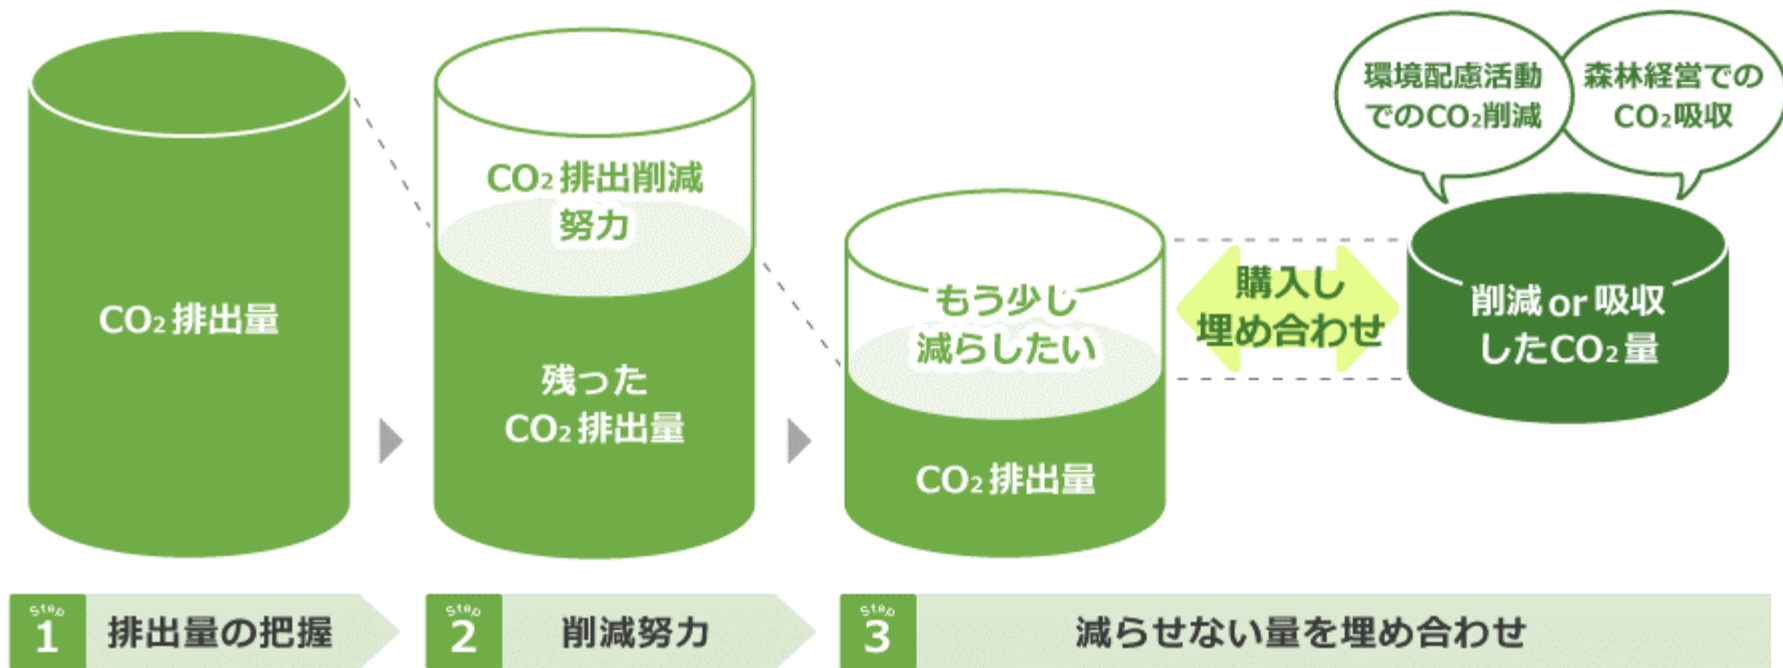 環境配慮活動
でのCO₂削減
森林経営での
CO₂吸収
CO₂排出量
CO₂排出削減
努力
残った
CO₂排出量
もう少し
減らしたい
CO₂排出量
購入し
埋め合わせ
削減or吸収
したCO₂量
Step
1
排出量の把握
Step
2
削減努力
Step
3
減らせない量を埋め合わせ